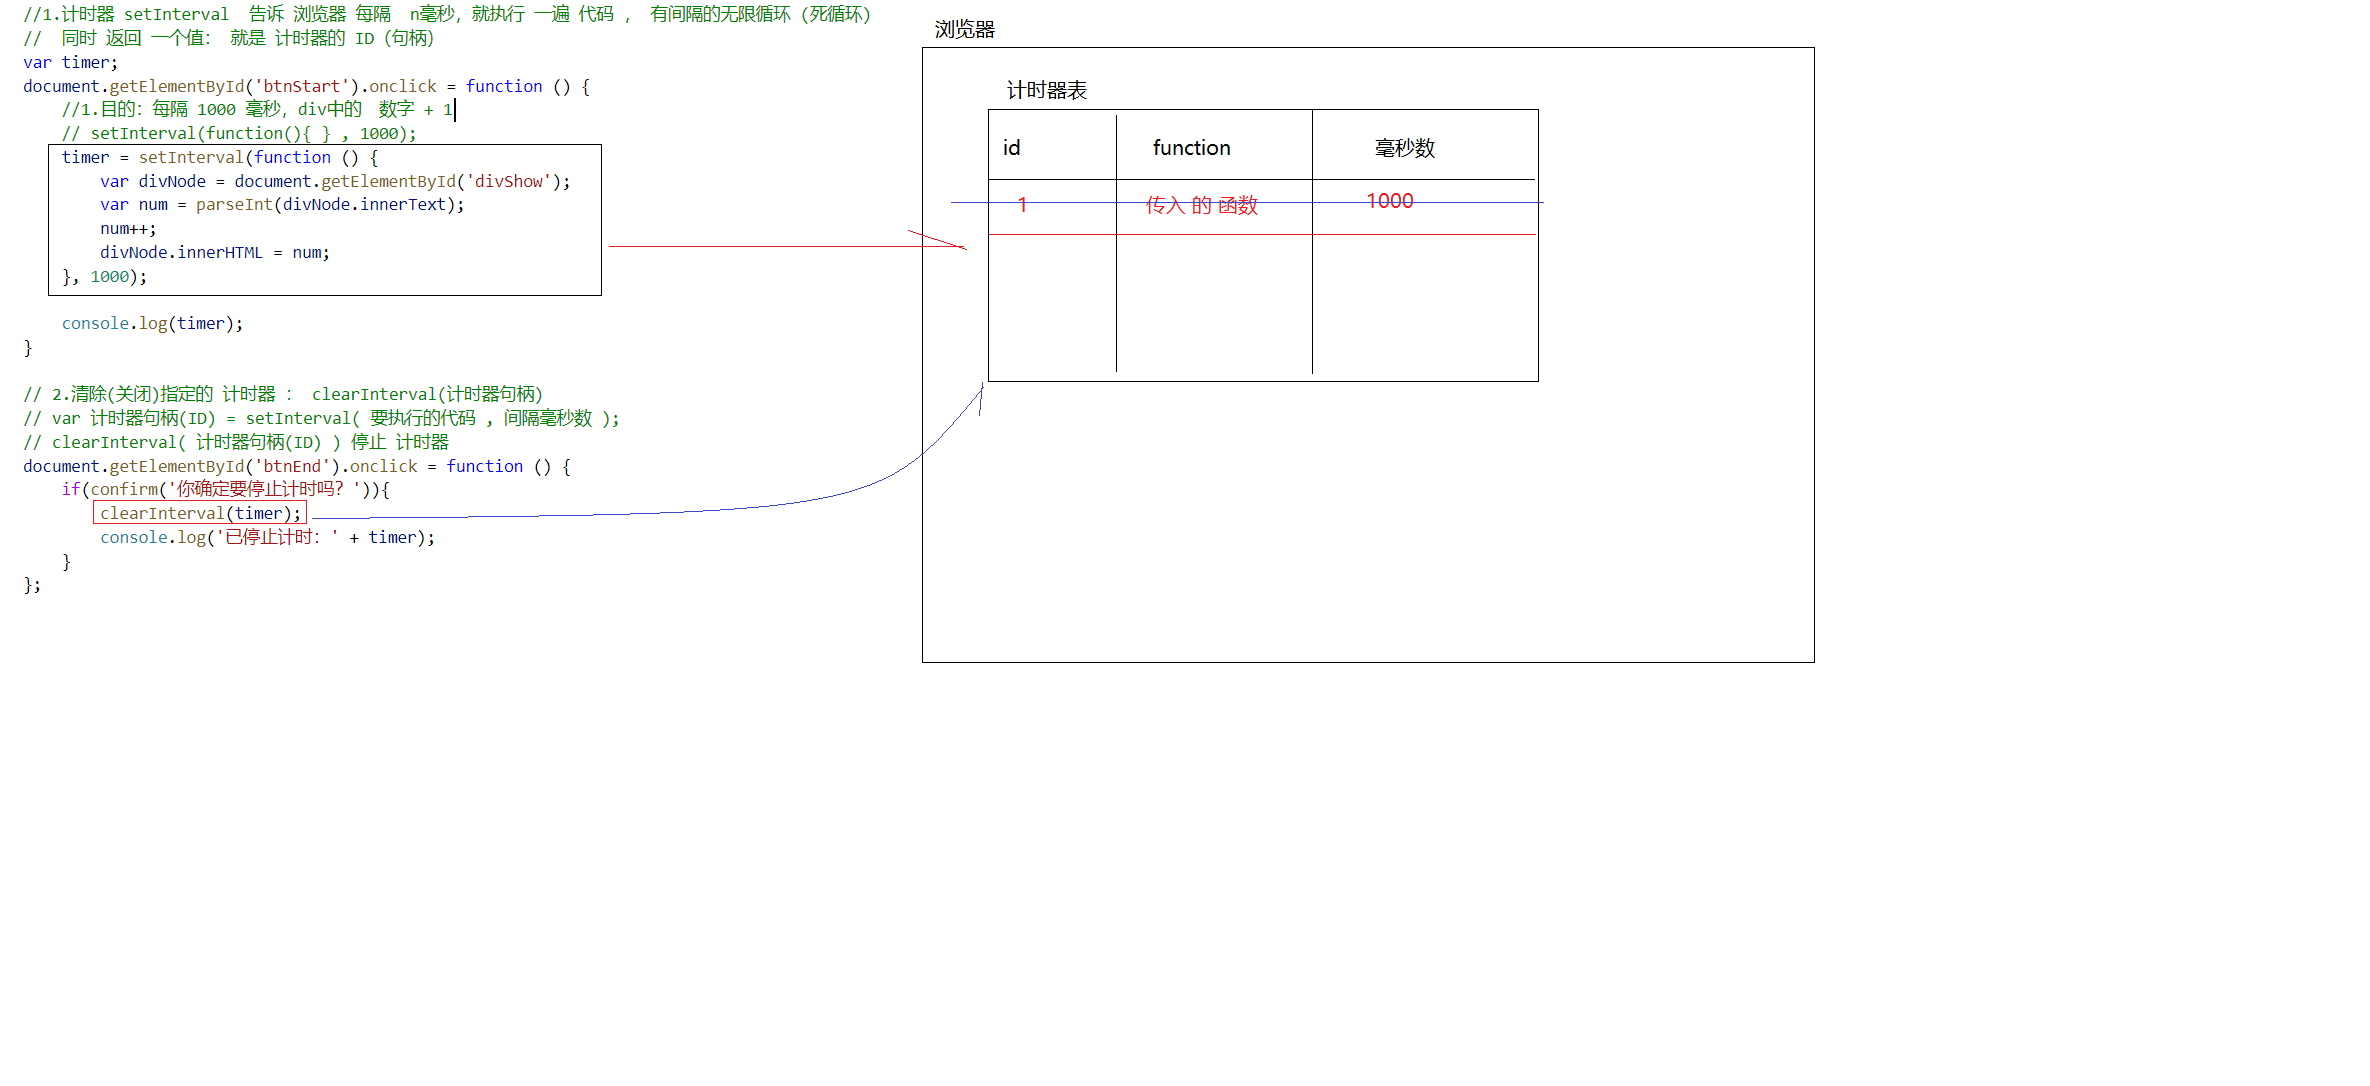 //1.计时器 setInterval  告诉 浏览器 每隔  n毫秒，就执行 一遍 代码 ， 有间隔的无限循环 (死循环)
//  同时 返回 一个值： 就是 计时器的 ID（句柄）
var timer;
document.getElementById('btnStart').onclick = function () {
    //1.目的：每隔 1000 毫秒，div中的  数字 + 1
    // setInterval(function(){ } , 1000);
    timer = setInterval(function () {
        var divNode = document.getElementById('divShow');
        var num = parseInt(divNode.innerText);
        num++;
        divNode.innerHTML = num;
    }, 1000);
    console.log(timer);
}
// 2.清除(关闭)指定的 计时器 ： clearInterval(计时器句柄)
// var 计时器句柄(ID) = setInterval( 要执行的代码 , 间隔毫秒数 );
// clearInterval( 计时器句柄(ID) ) 停止 计时器
document.getElementById('btnEnd').onclick = function () {
    if(confirm('你确定要停止计时吗？')){
        clearInterval(timer);
        console.log('已停止计时：' + timer);
    }
};
浏览器
计时器表
id function 毫秒数
1 传入 的 函数 1000